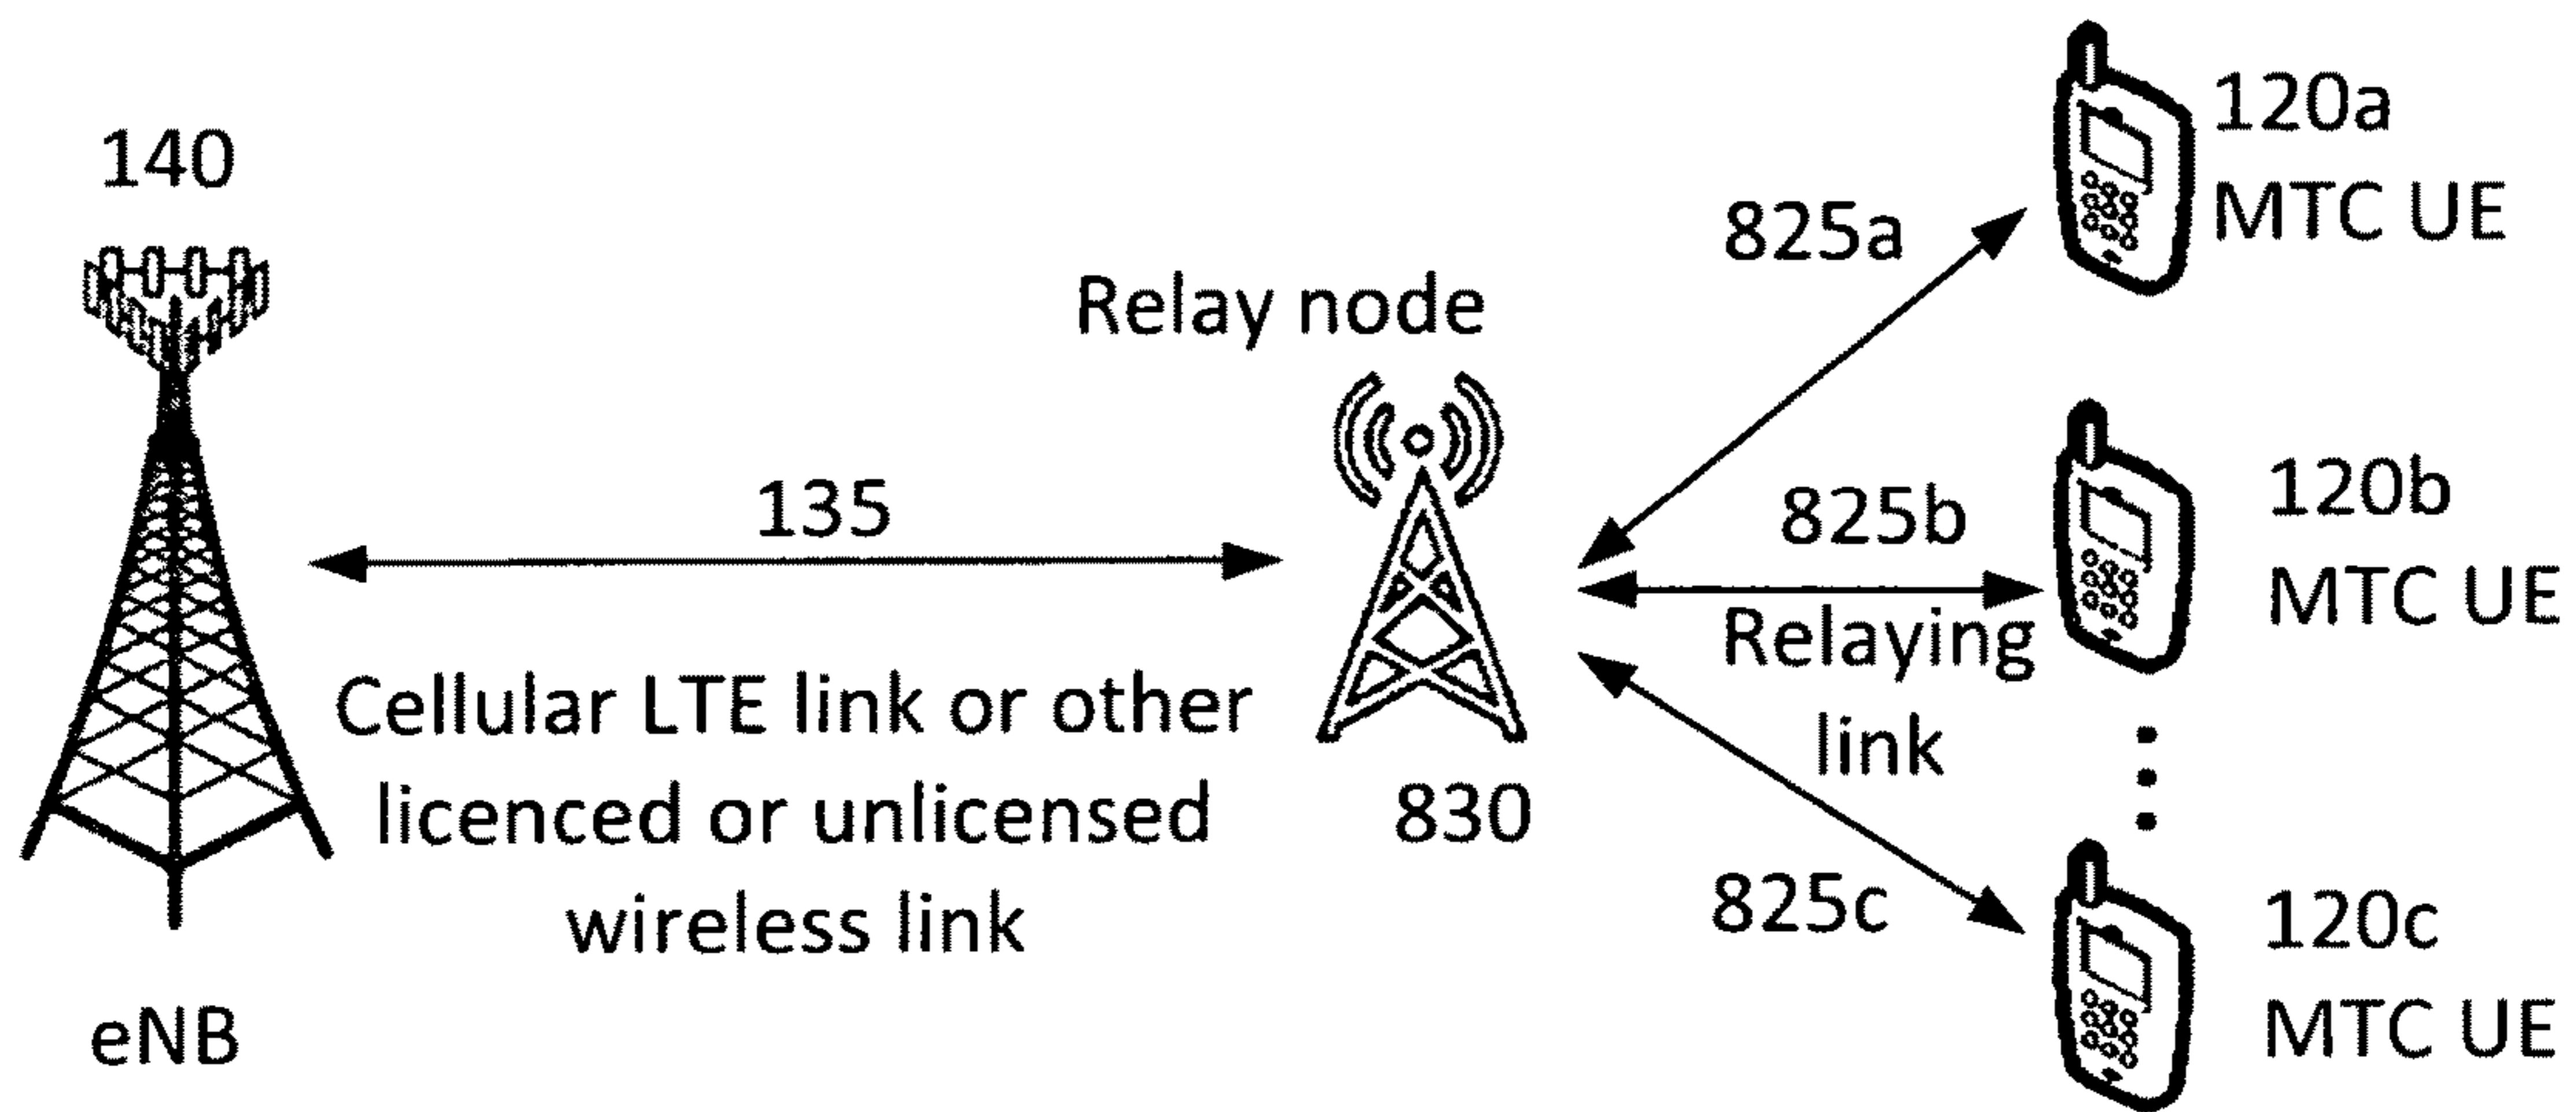 140
eNB
135
Cellular LTE link or other
licenced or unlicensed
wireless link
Relay node
830
825a
825b
Relaying
link
825c
120a
MTC UE
120b
MTC UE
120c
MTC UE